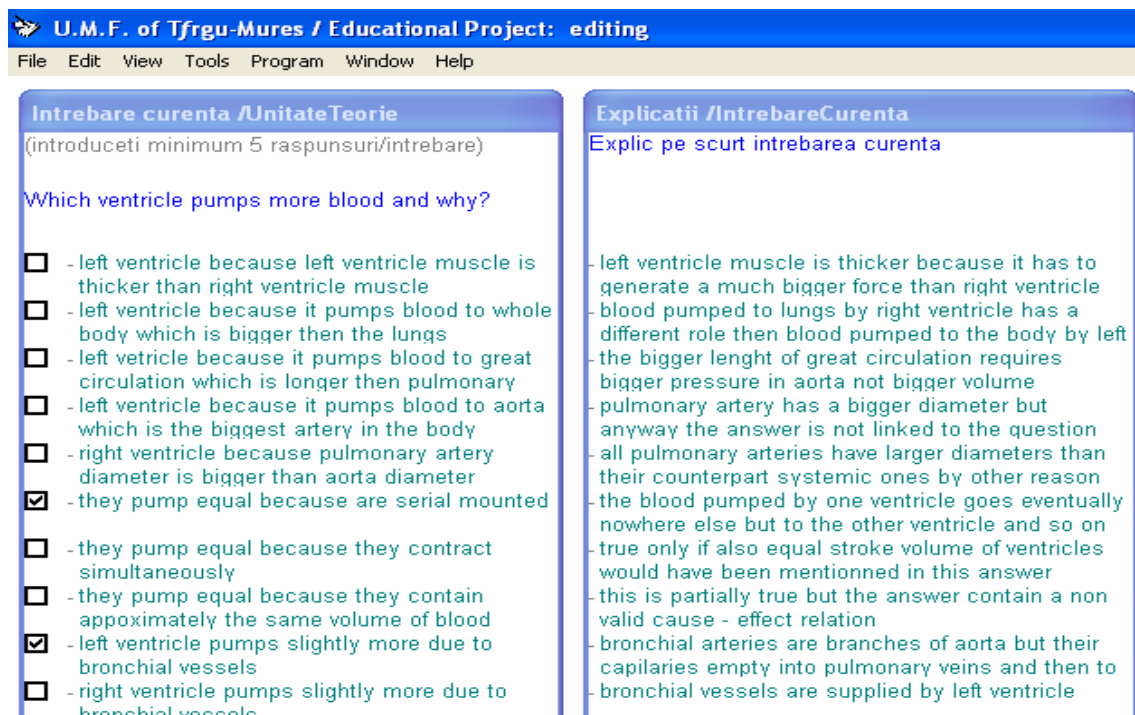 U.M.F. of Tfrgu-Mures / Educational Project: editing
File Edit View Tools Program Window Help
Intrebare curenta /UnitateTeorie
(introduceti minimum 5 raspunsuri/intrebare)
Which ventricle pumps more blood and why?
- left ventricle because left ventricle muscle is
thicker than right ventricle muscle
- left ventricle because it pumps blood to whole
body which is bigger then the lungs
- left vetricle because it pumps blood to great
circulation which is longer then pulmonary
- left ventricle because it pumps blood to aorta
which is the biggest artery in the body
- right ventricle because pulmonary artery
diameter is bigger than aorta diameter
- they pump equal because are serial mounted
- they pump equal because they contract
simultaneously
- they pump equal because they contain
appoximately the same volume of blood
- left ventricle pumps slightly more due to
bronchial vessels
- right ventricle pumps slightly more due to
bronchial vessels
Explicatii /IntrebareCurenta
Explic pe scurt intrebarea curenta
- left ventricle muscle is thicker because it has to
generate a much bigger force than right ventricle
- blood pumped to lungs by right ventricle has a
different role then blood pumped to the body by left
- the bigger lenght of great circulation requires
bigger pressure in aorta not bigger volume
- pulmonary artery has a bigger diameter but
anyway the answer is not linked to the question
- all pulmonary arteries have larger diameters than
their counterpart systemic ones by other reason
- the blood pumped by one ventricle goes eventually
nowhere else but to the other ventricle and so on
- true only if also equal stroke volume of ventricles
would have been mentionned in this answer
- this is partially true but the answer contain a non
valid cause - effect relation
- bronchial arteries are branches of aorta but their
capilaries empty into pulmonary veins and then to
- bronchial vessels are supplied by left ventricle